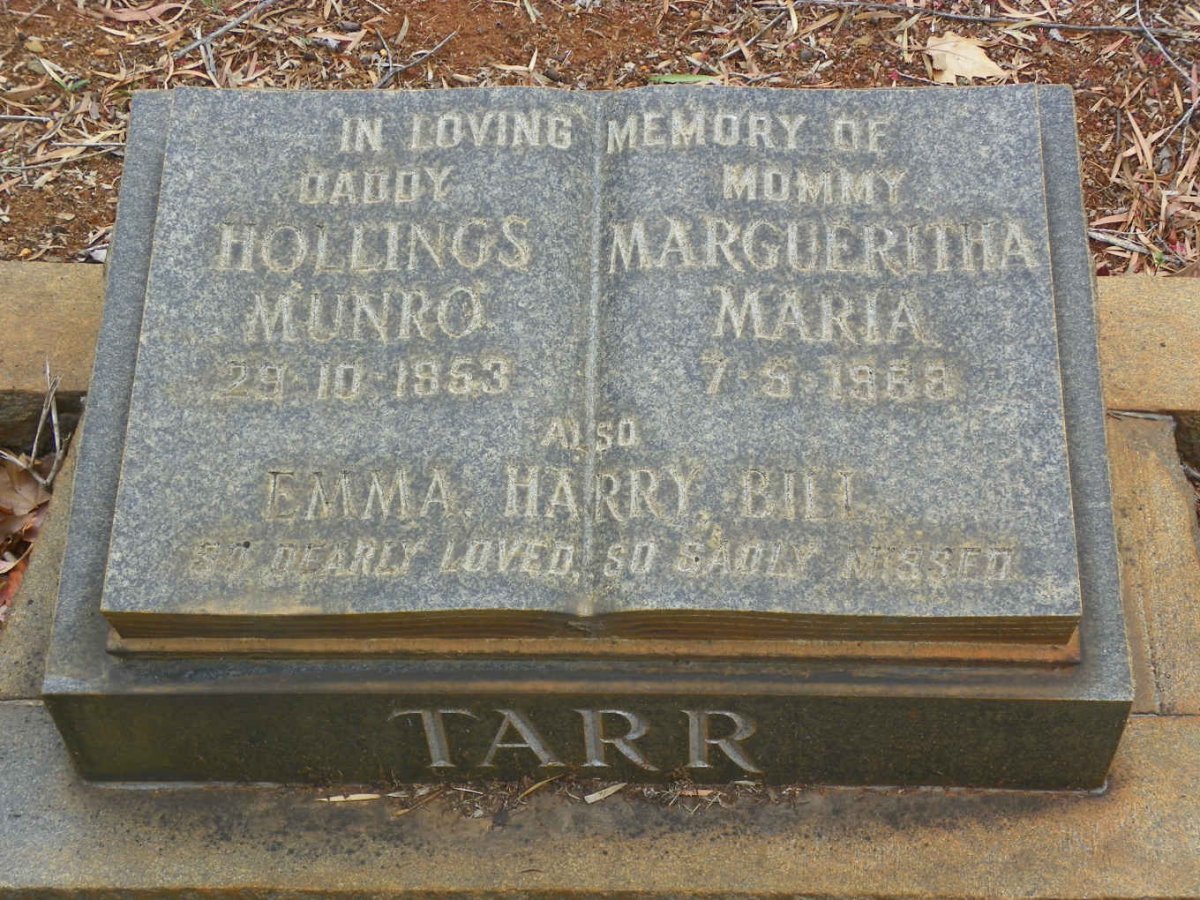 IN LOVING MEMORY OF
DADDY
HOLLINGS
MUNRO
29·10·1953
MOMMY
MARGUERITHA
MARIA
7·5·1968
ALSO
EMMA, HARRY, BILL
SO DEARLY LOVED, SO SADLY MISSED
TARR